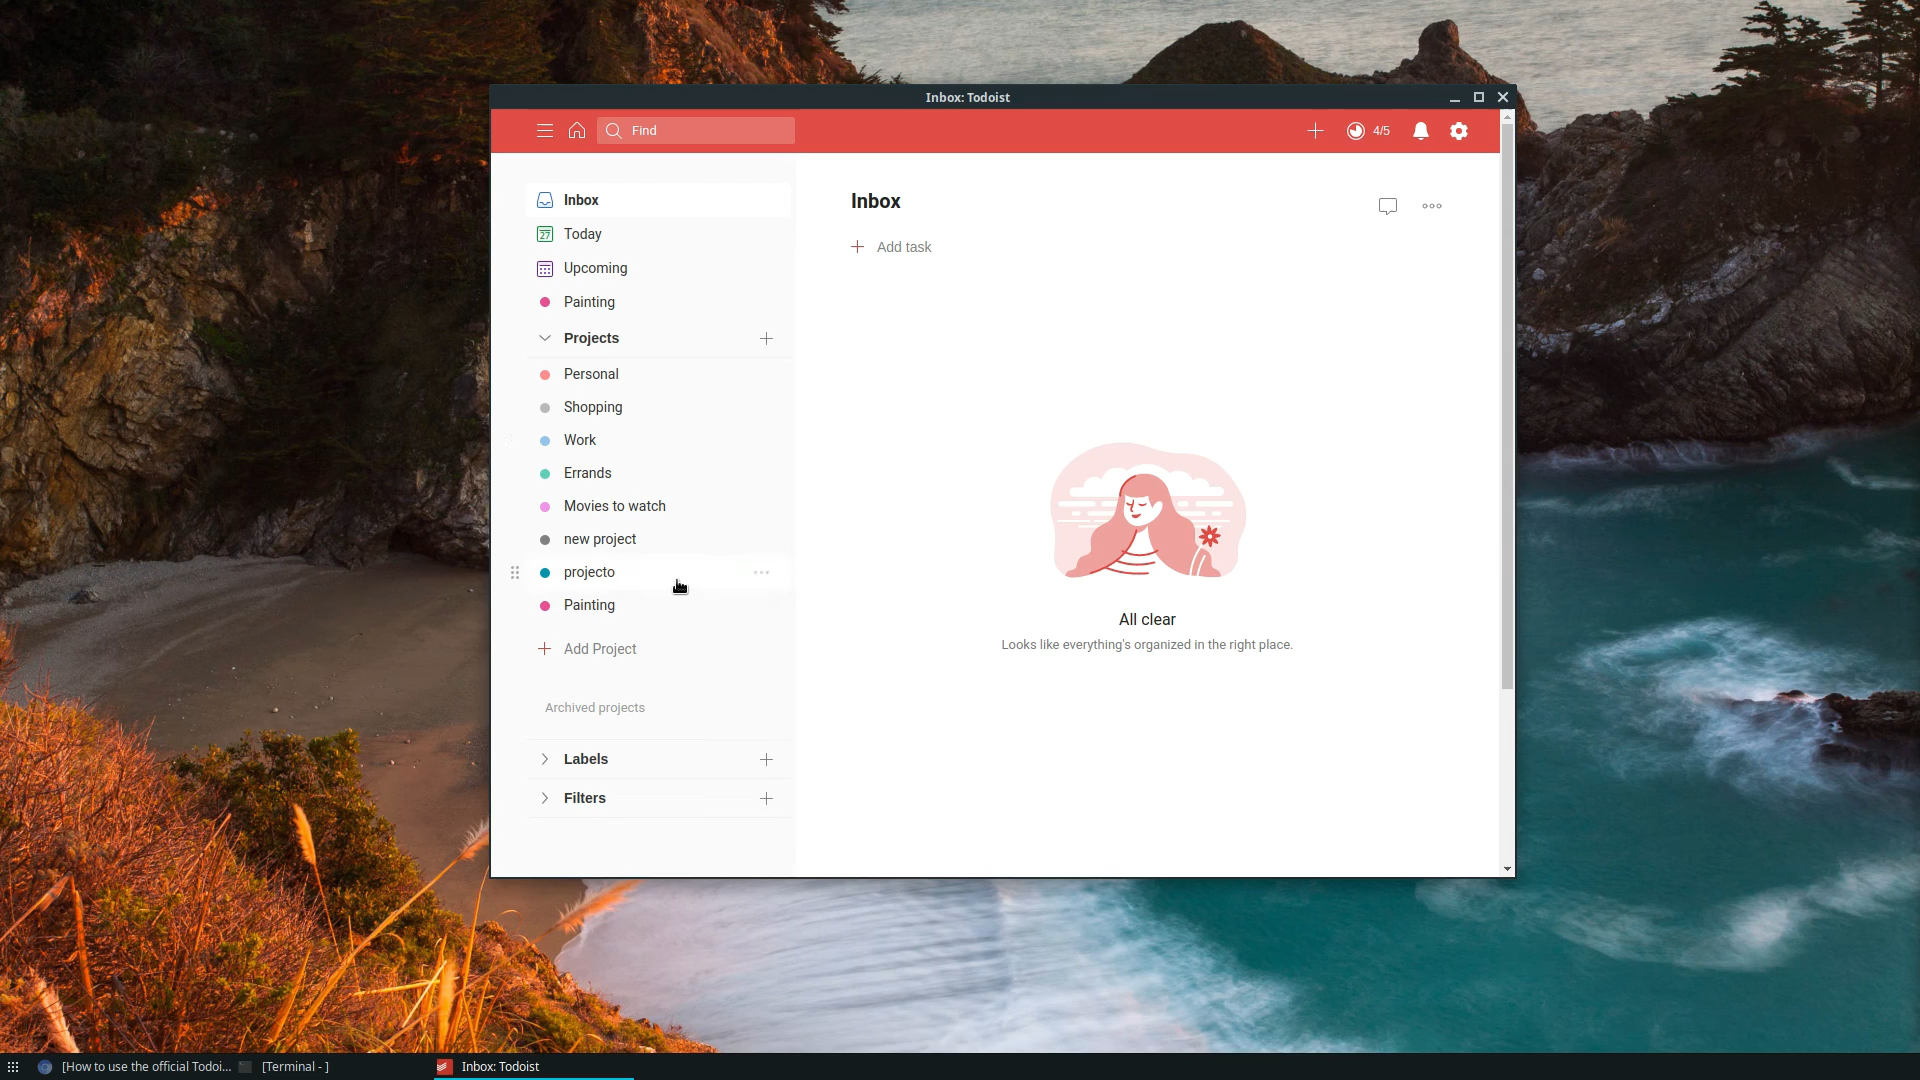 Inbox: Todoist
Find
4/5
Inbox
27 Today
Upcoming
Painting
Projects
Personal
Shopping
Work
Errands
Movies to watch
new project
projecto
Painting
Add Project
Archived projects
Labels
Filters
Inbox
Add task
All clear
Looks like everything's organized in the right place.
[How to use the official Todoi... [Terminal - ] Inbox: Todoist